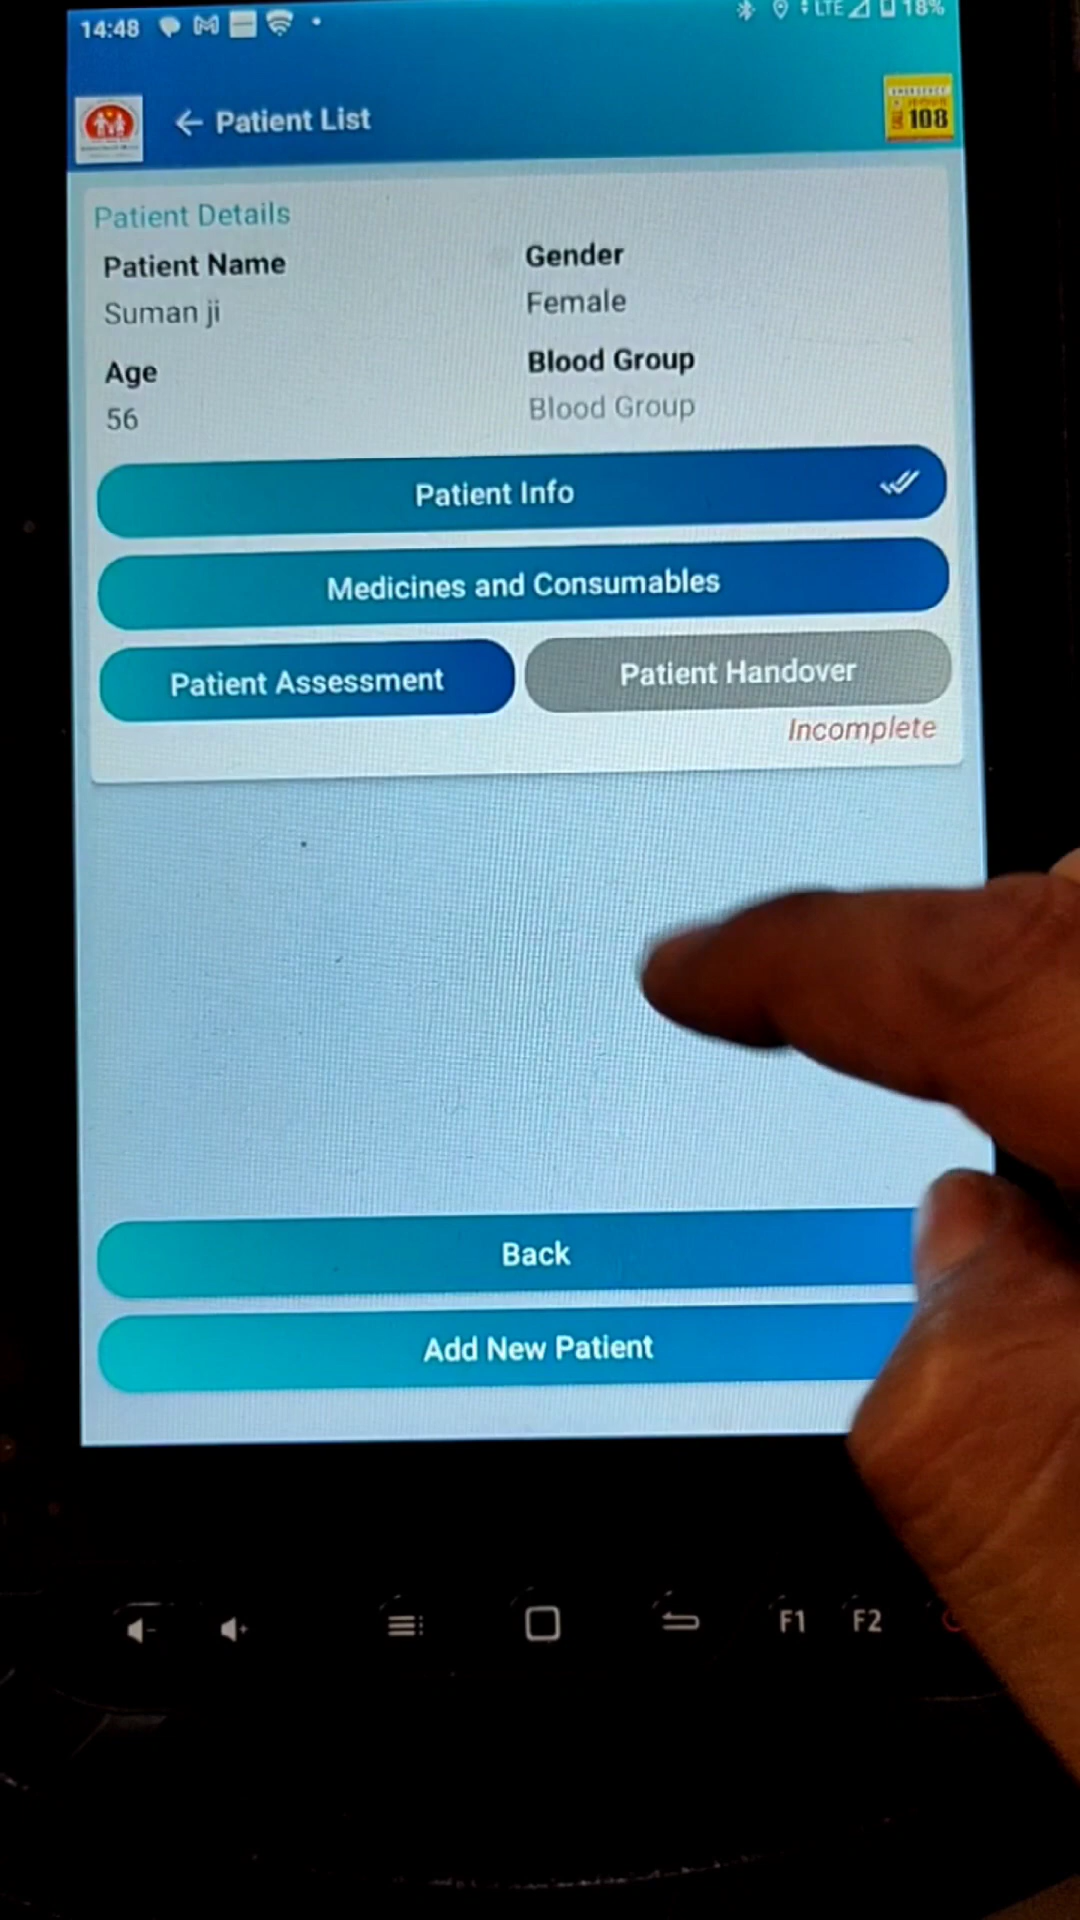 14:48
LTE 18%
← Patient List
108
Patient Details
Patient Name
Gender
Suman ji
Female
Age
Blood Group
56
Blood Group
Patient Info
Medicines and Consumables
Patient Assessment
Patient Handover
Incomplete
Back
Add New Patient
F1 F2